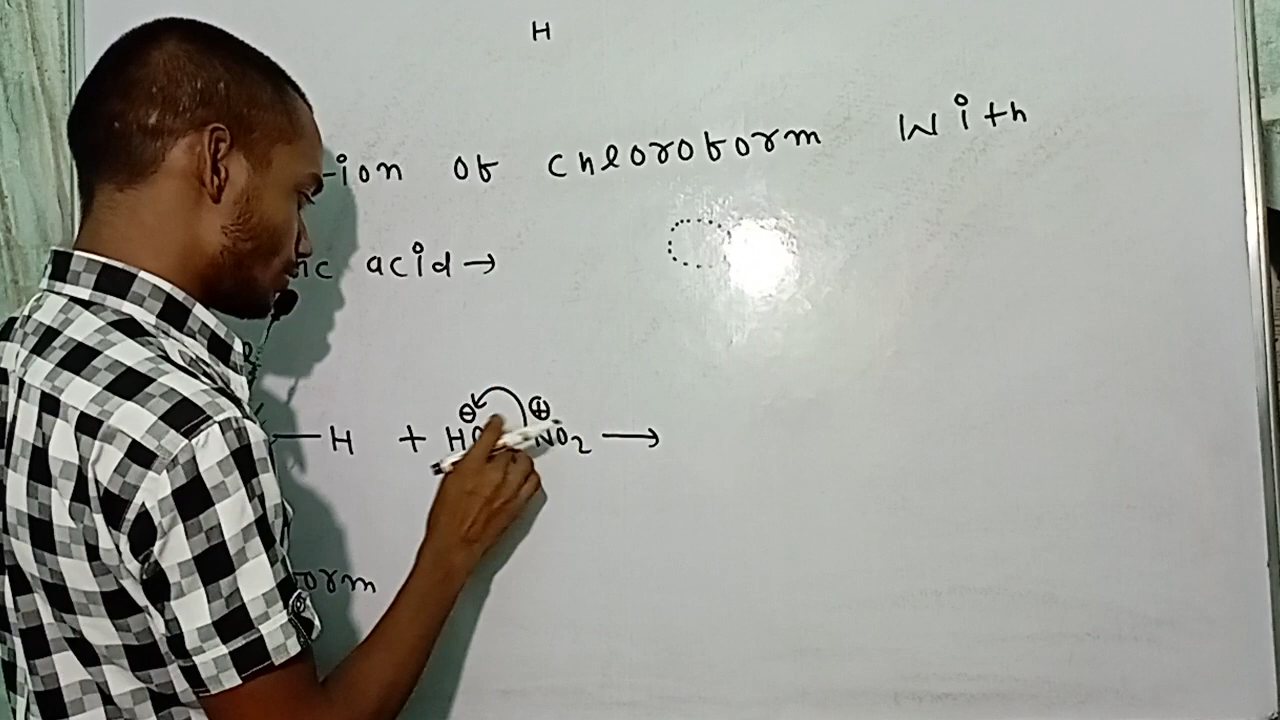 H
-ion of chloroform With
ic acid →
⊖ ⊕
—H + HO NO₂ →
orm